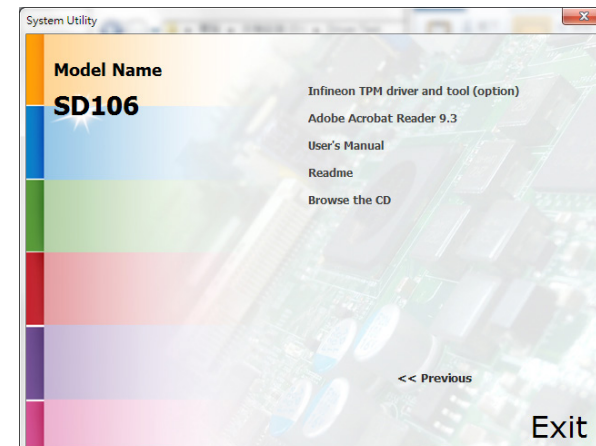 System Utility
Model Name
SD106
Infineon TPM driver and tool (option)
Adobe Acrobat Reader 9.3
User's Manual
Readme
Browse the CD
<< Previous
Exit